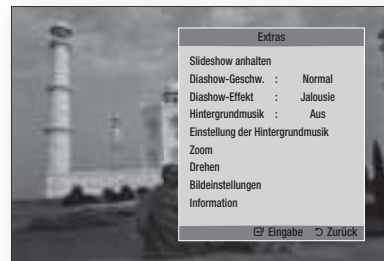 Extras
Slideshow anhalten
Diashow-Geschw. : Normal
Diashow-Effekt : Jalousie
Hintergrundmusik : Aus
Einstellung der Hintergrundmusik
Zoom
Drehen
Bildeinstellungen
Information
Eingabe Zurück